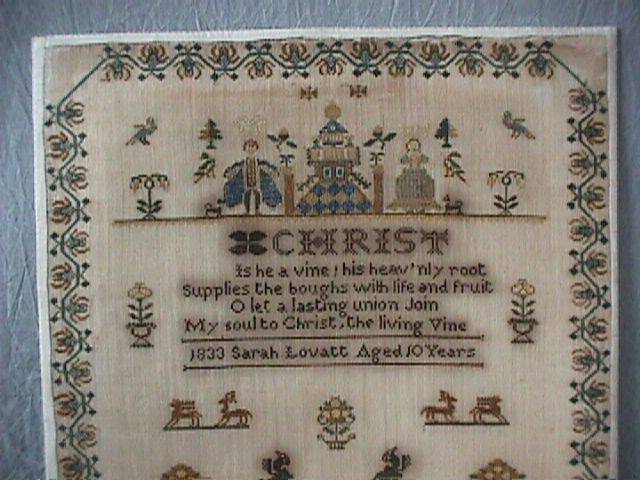 CHRIST
Is he a vine; his heav'nly root
Supplies the boughs with life and fruit
O let a lasting union Join
My soul to Christ, the living Vine
1833 Sarah Lovatt Aged 10 Years